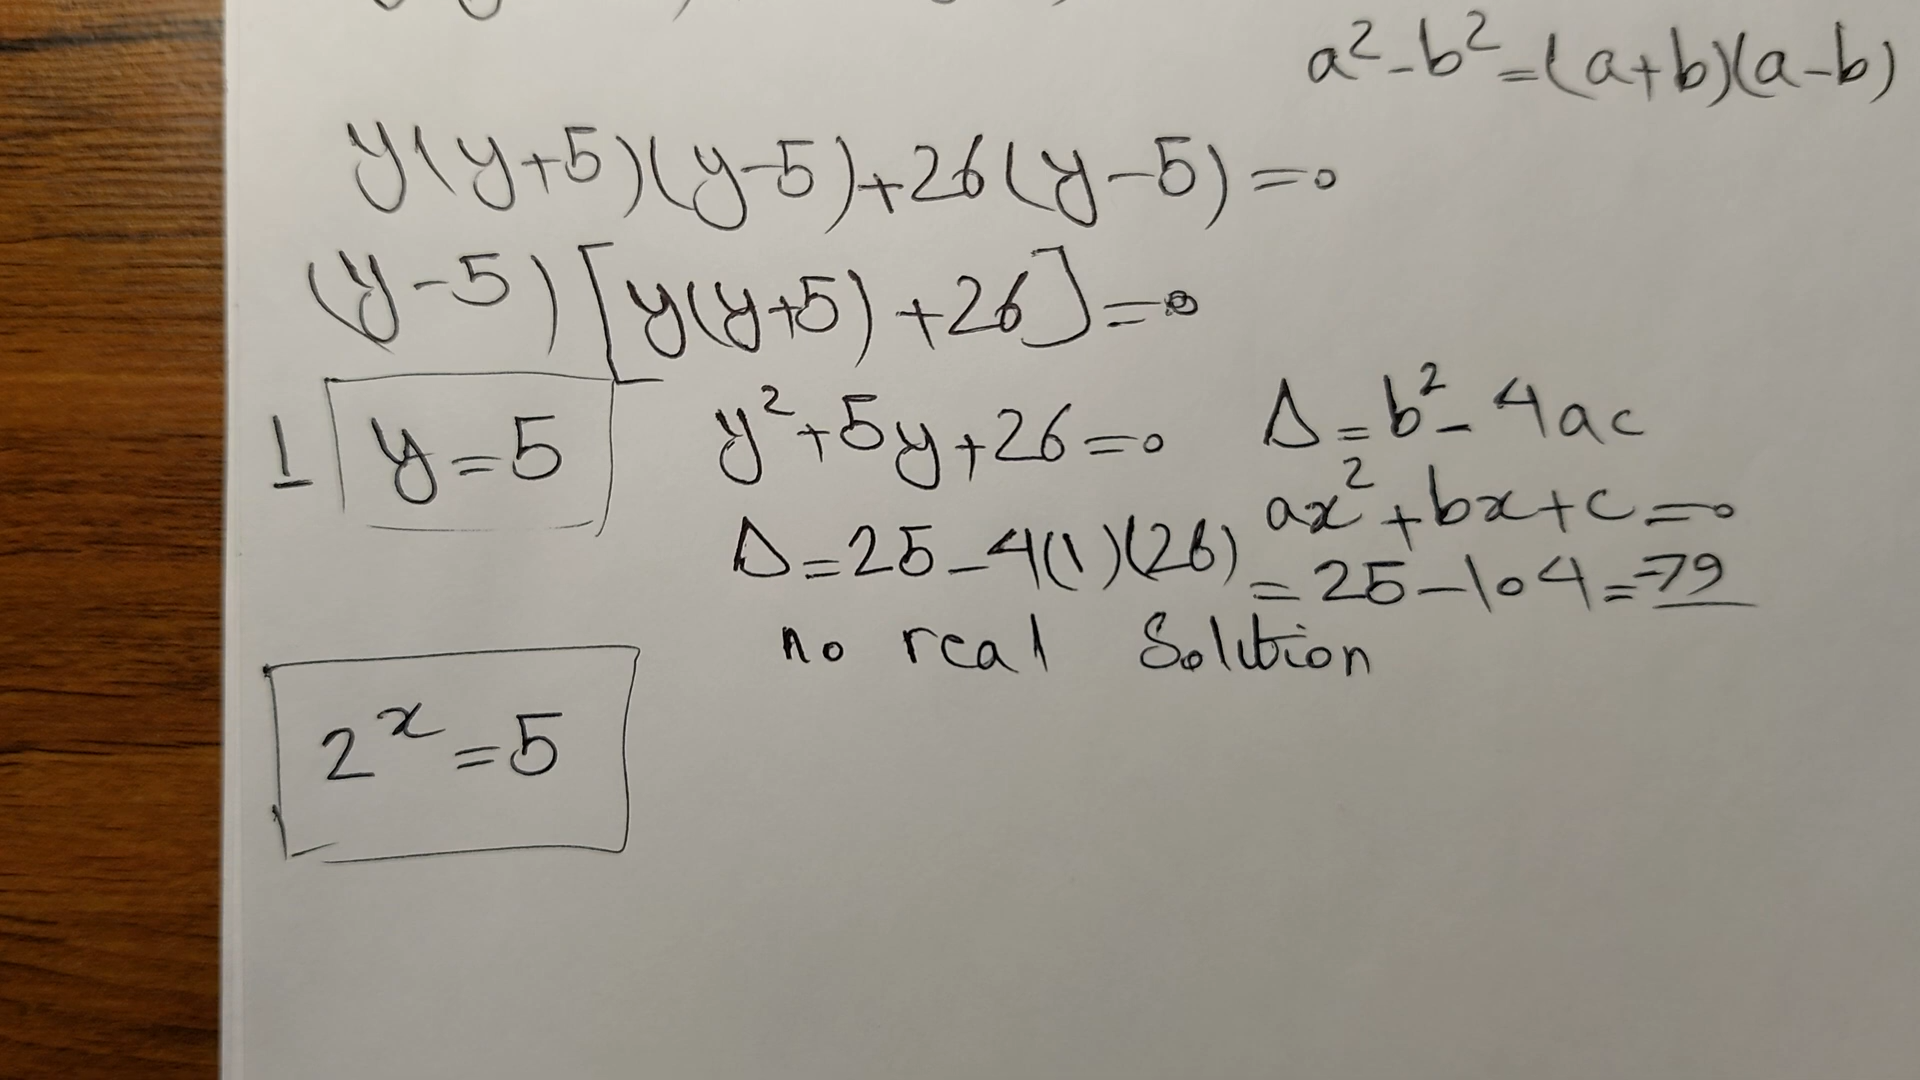 a²-b²=(a+b)(a-b)
y(y+5)(y-5)+26(y-5)=0
(y-5)[y(y+5)+26]=0
1 y=5
y²+5y+26=0
Δ=b²-4ac
ax²+bx+c=0
Δ=25-4(1)(26)=25-104=-79
no real Solution
2ˣ=5